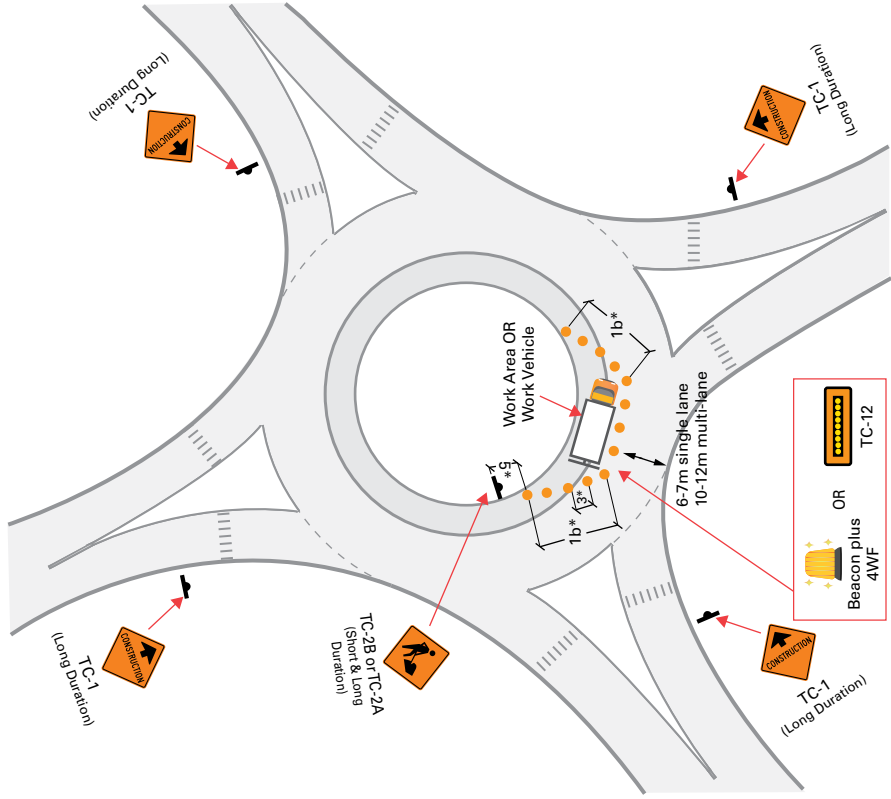 TC-1
(Long Duration)
CONSTRUCTION
TC-1
(Long Duration)
CONSTRUCTION
Work Area OR
Work Vehicle
1b*
5*
3*
1b*
6-7m single lane
10-12m multi-lane
TC-2B or TC-2A
(Short & Long
Duration)
CONSTRUCTION
TC-1
(Long Duration)
CONSTRUCTION
TC-1
(Long Duration)
Beacon plus
4WF
OR
TC-12